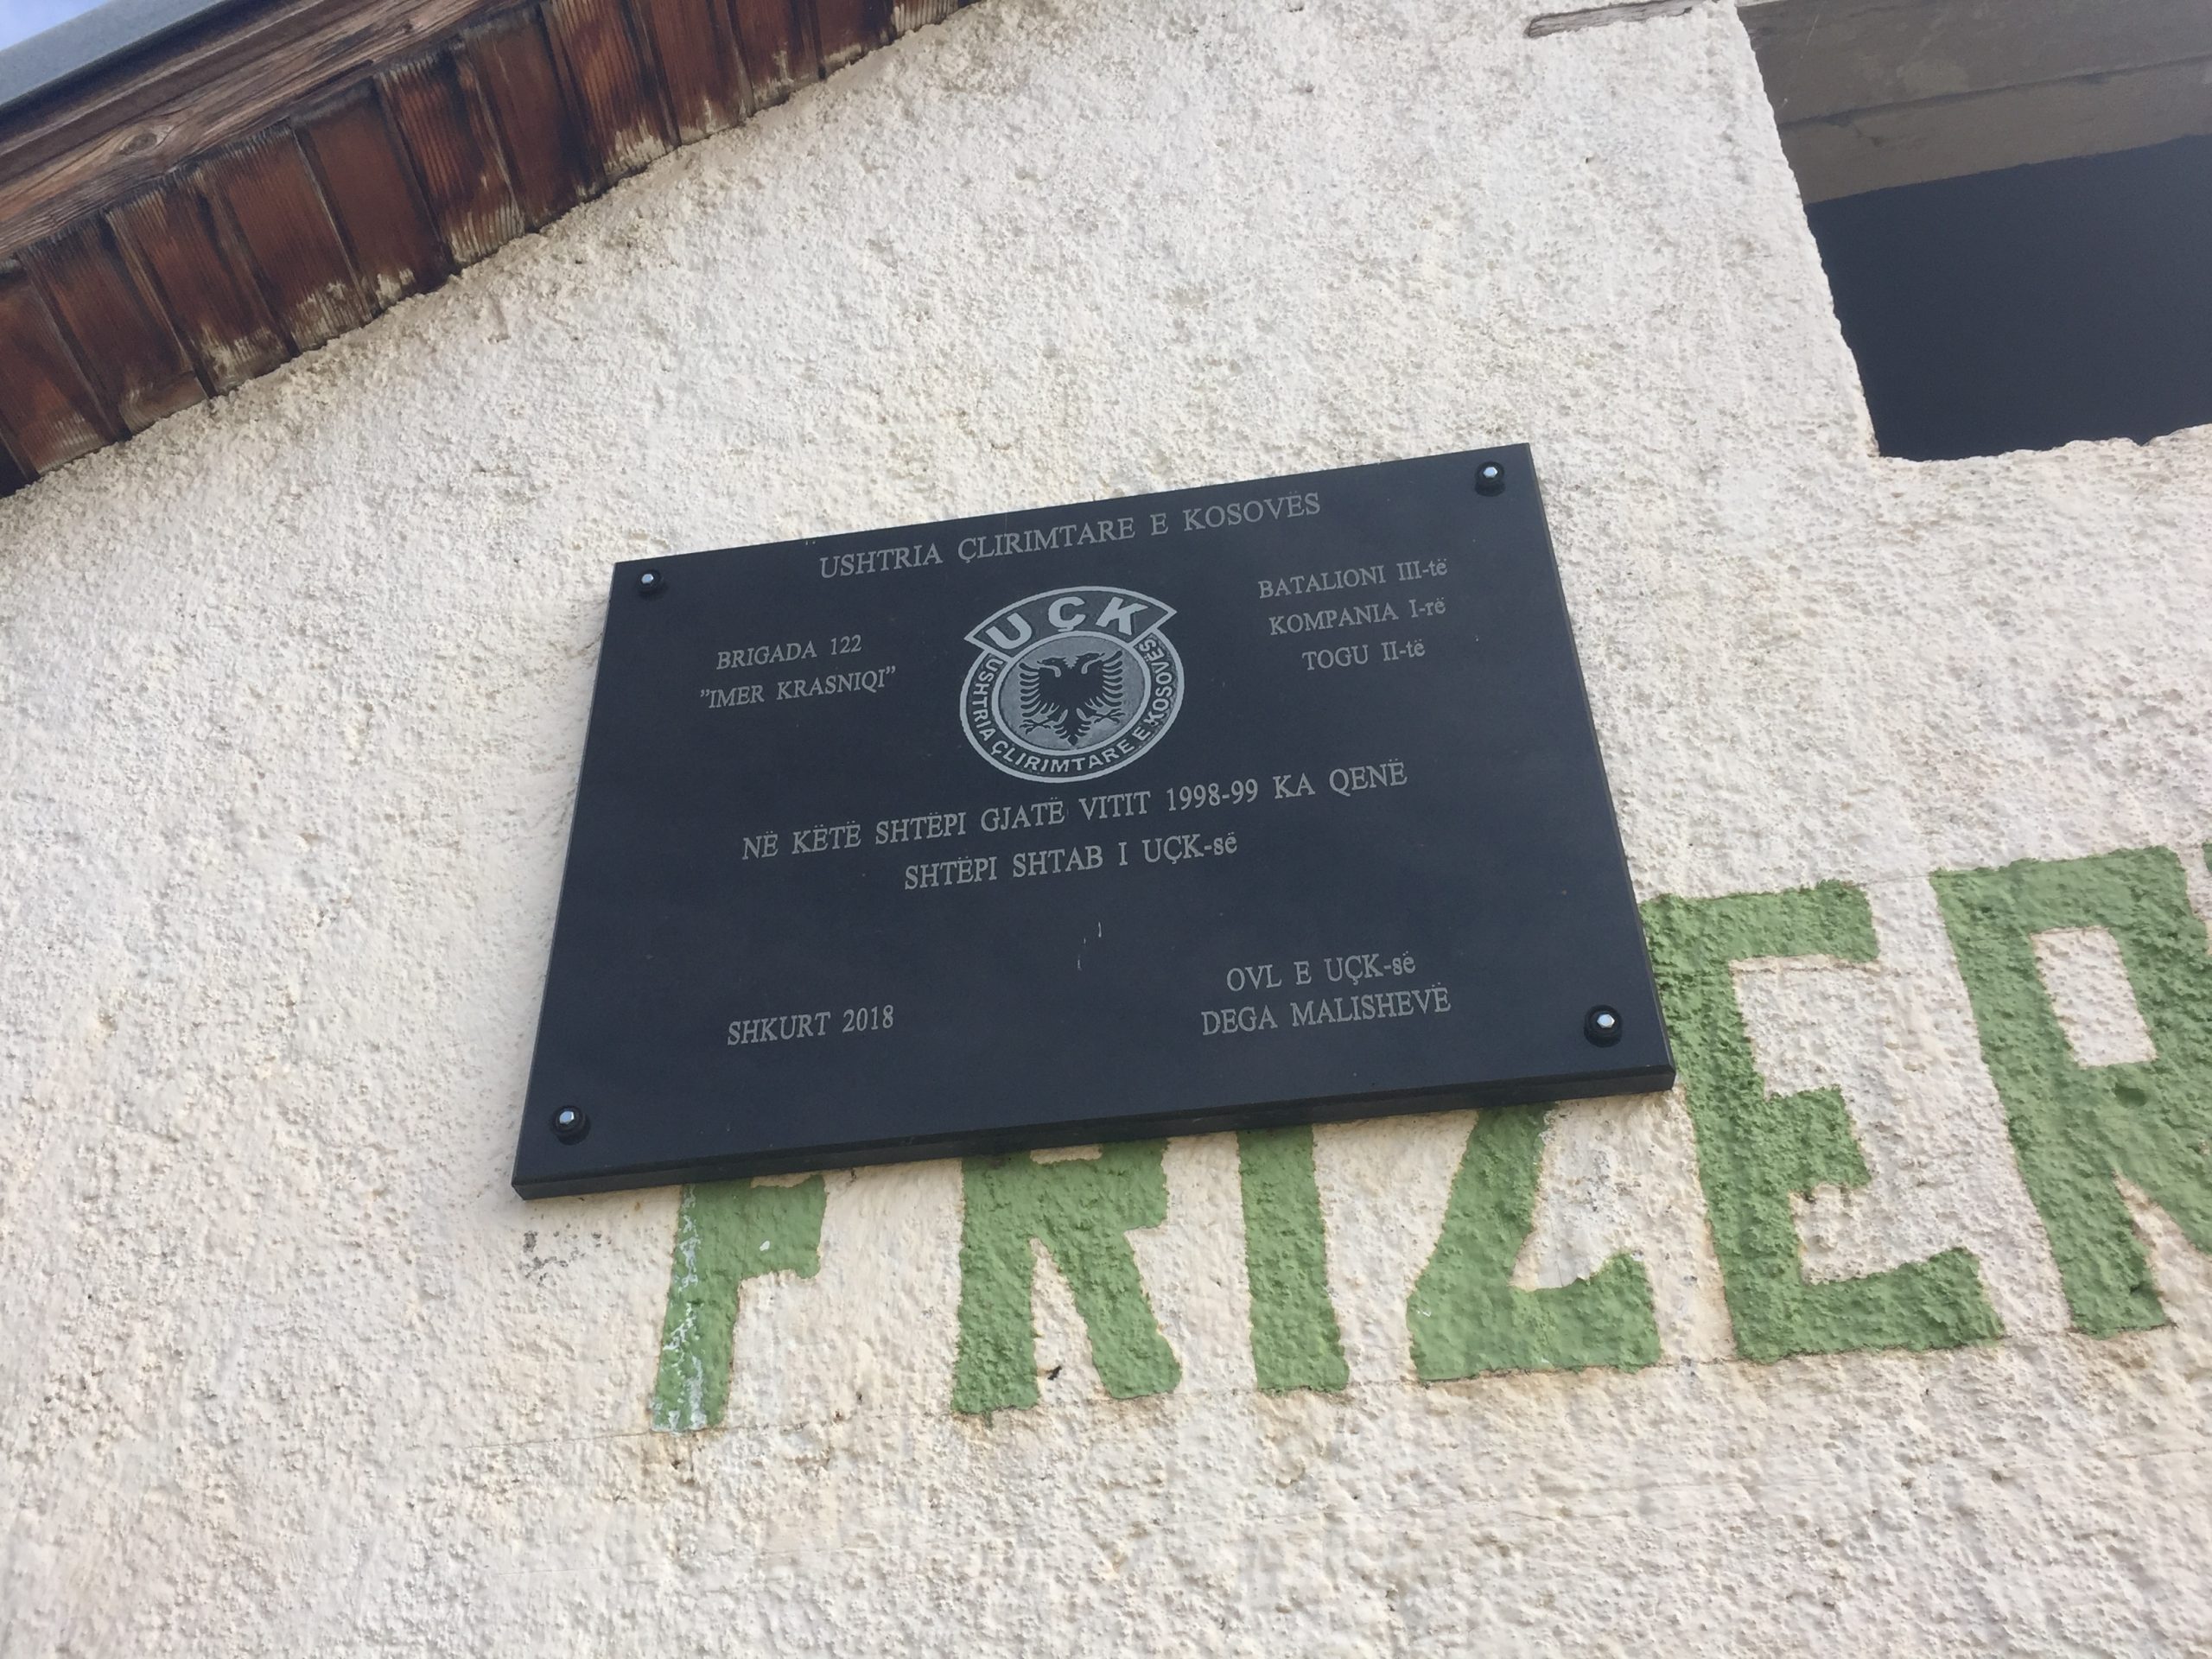 USHTRIA ÇLIRIMTARE E KOSOVËS
BRIGADA 122
"IMER KRASNIQI"
UÇK
USHTRIA ÇLIRIMTARE E KOSOVËS
BATALIONI III-të
KOMPANIA I-rë
TOGU II-të
NË KËTË SHTËPI GJATË VITIT 1998-99 KA QENË
SHTËPI SHTAB I UÇK-së
SHKURT 2018
OVL E UÇK-së
DEGA MALISHEVË
FRIZER